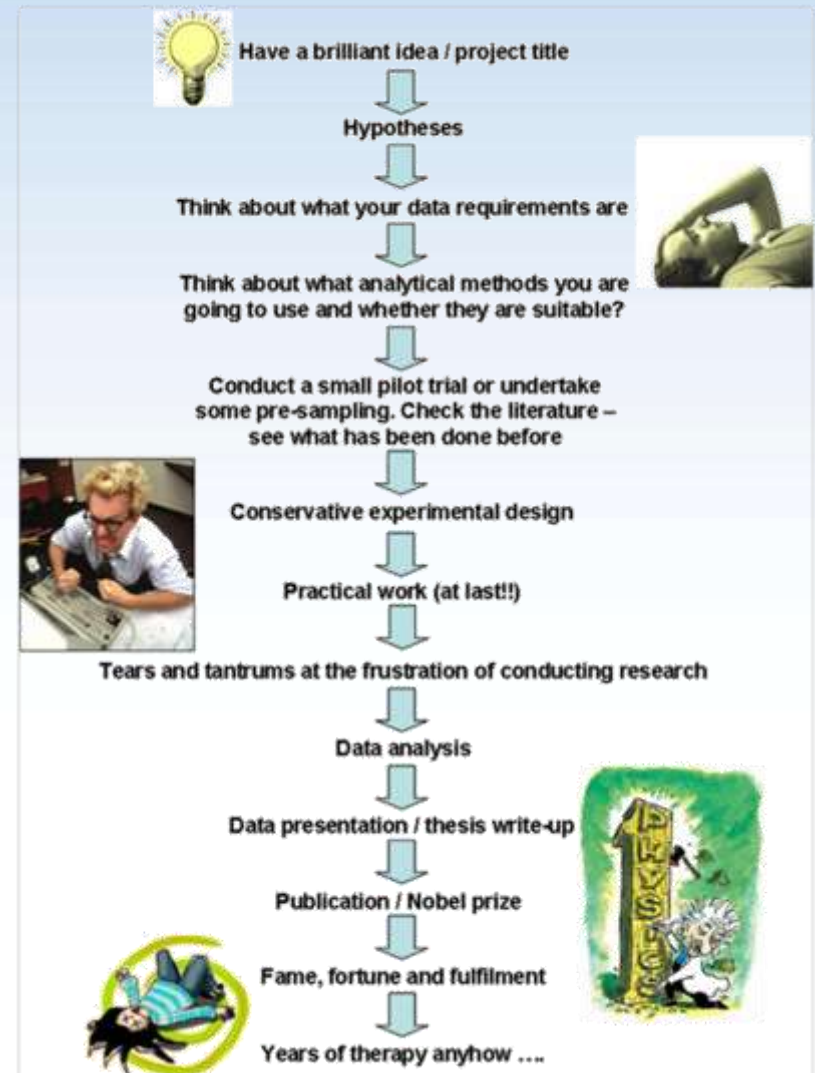 Have a brilliant idea / project title
Hypotheses
Think about what your data requirements are
Think about what analytical methods you are
going to use and whether they are suitable?
Conduct a small pilot trial or undertake
some pre-sampling. Check the literature –
see what has been done before
Conservative experimental design
Practical work (at last!!)
Tears and tantrums at the frustration of conducting research
Data analysis
Data presentation / thesis write-up
PHYSICS
Publication / Nobel prize
Fame, fortune and fulfilment
Years of therapy anyhow ....